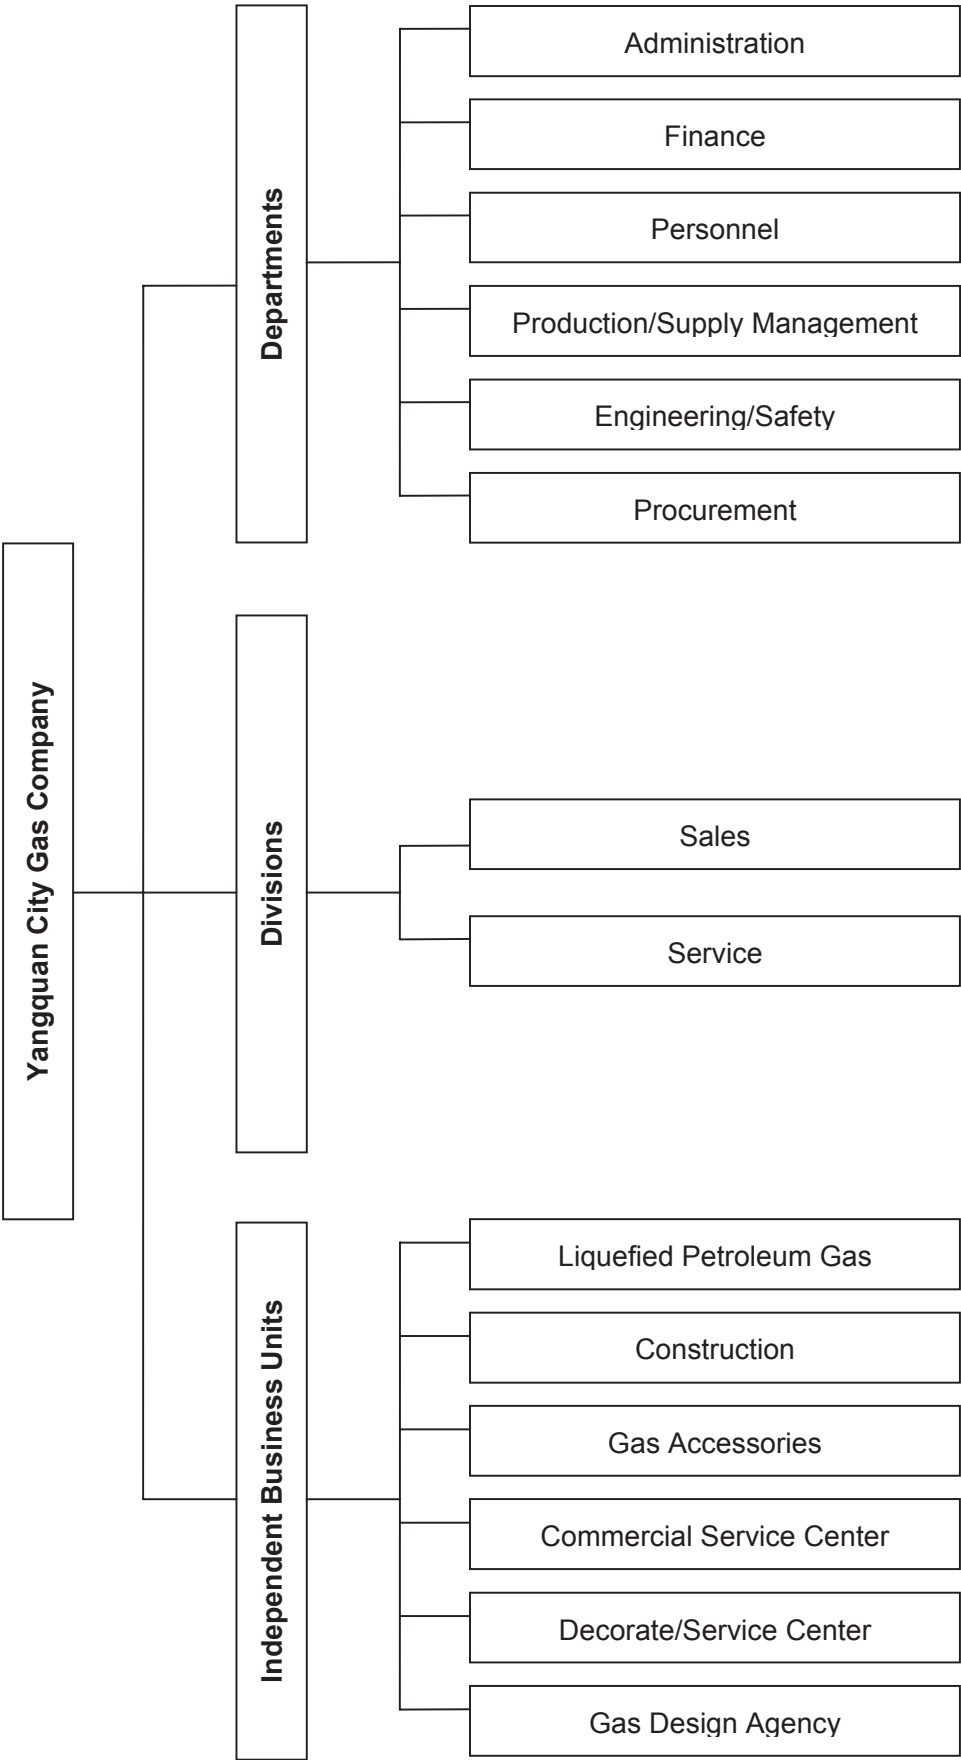 Yangquan City Gas Company
Departments
Administration
Finance
Personnel
Production/Supply Management
Engineering/Safety
Procurement
Divisions
Sales
Service
Independent Business Units
Liquefied Petroleum Gas
Construction
Gas Accessories
Commercial Service Center
Decorate/Service Center
Gas Design Agency